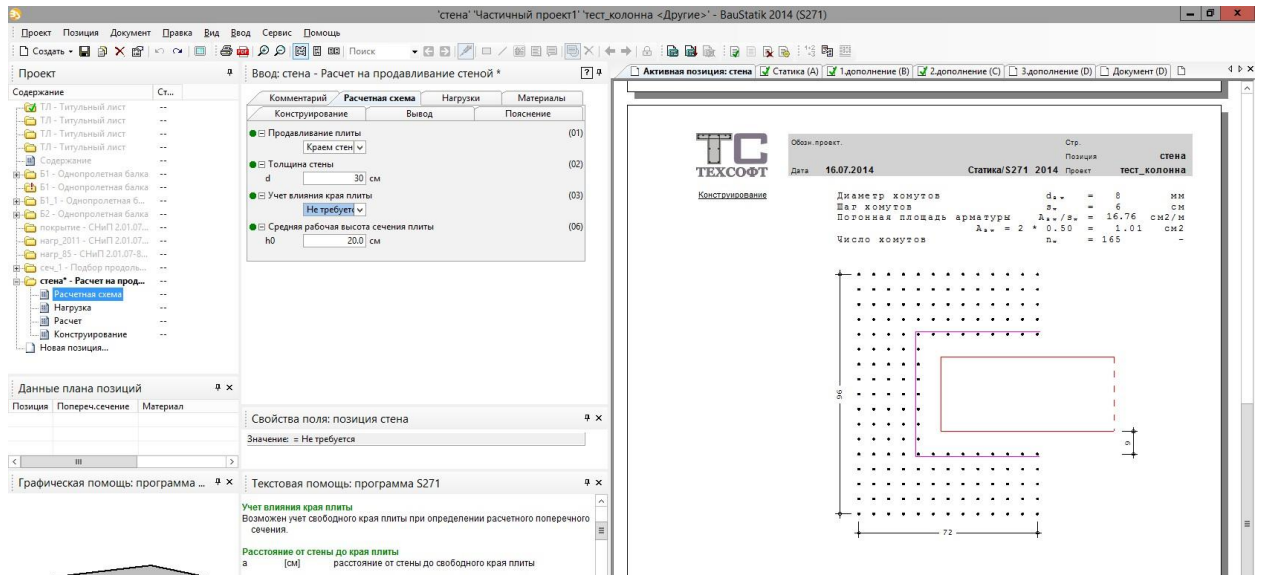 'стена' 'Частичный проект1' 'тест_колонна <Другие>' - BauStatik 2014 (S271)
Проект Позиция Документ Правка Вид Ввод Сервис Помощь
Создать Поиск
Проект
Содержание Ст...
ТЛ - Титульный лист --
ТЛ - Титульный лист --
ТЛ - Титульный лист --
ТЛ - Титульный лист --
Содержание --
Б1 - Однопролетная балка --
Б1 - Однопролетная балка --
Б1_1 - Однопролетная б... --
Б2 - Однопролетная балка --
покрытие - СНиП 2.01.07... --
нагр_2011 - СНиП 2.01.07... --
нагр_85 - СНиП 2.01.07-8... --
сеч_1 - Подбор продоль... --
стена* - Расчет на прод... --
Расчетная схема --
Нагрузка --
Расчет --
Конструирование --
Новая позиция...
Данные плана позиций
Позиция Попереч.сечение Материал
Графическая помощь: программа ...
Ввод: стена - Расчет на продавливание стеной *
Комментарий Расчетная схема Нагрузки Материалы
Конструирование Вывод Пояснение
Продавливание плиты (01)
Краем стен
Толщина стены (02)
d 30 см
Учет влияния края плиты (03)
Не требуетс
Средняя рабочая высота сечения плиты (06)
h0 20.0 см
Свойства поля: позиция стена
Значение: = Не требуется
Текстовая помощь: программа S271
Учет влияния края плиты
Возможен учет свободного края плиты при определении расчетного поперечного
сечения.
Расстояние от стены до края плиты
a [см] расстояние от стены до свободного края плиты
Активная позиция: стена Статика (A) 1.дополнение (B) 2.дополнение (C) 3.дополнение (D) Документ (D)
ТС
ТЕХСОФТ
Обозн.проект. Стр.
Позиция стена
Дата 16.07.2014 Статика/S271 2014 Проект тест_колонна
Конструирование
Диаметр хомутов dsw = 8 мм
Шаг хомутов sw = 6 см
Погонная площадь арматуры Asw/sw = 16.76 см2/м
Asw = 2 * 0.50 = 1.01 см2
Число хомутов nw = 165 -
96
9
72